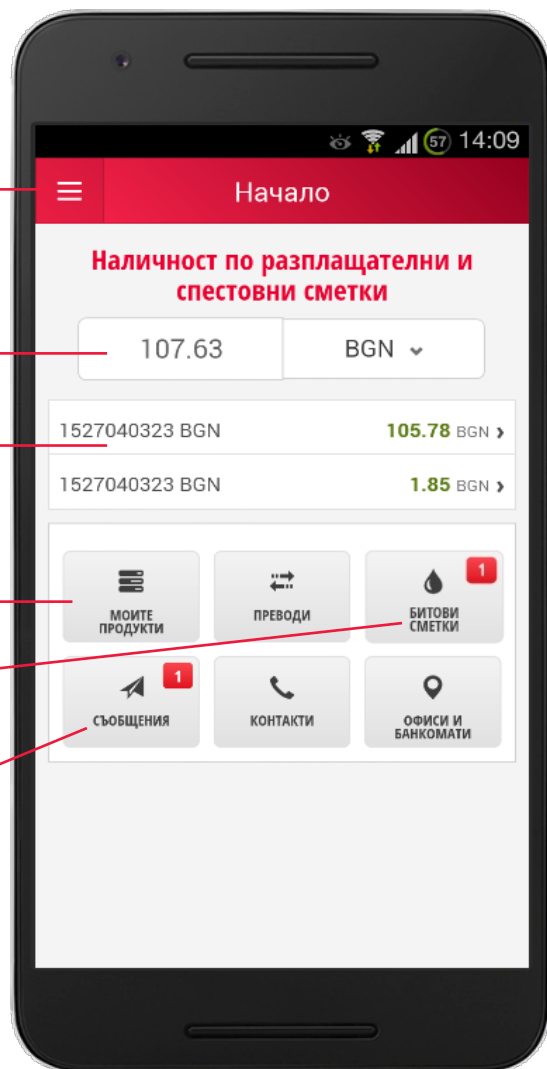 57 14:09
Начало
Наличност по разплащателни и
спестовни сметки
107.63 BGN
1527040323 BGN 105.78 BGN
1527040323 BGN 1.85 BGN
1
МОИТЕ
ПРОДУКТИ
ПРЕВОДИ
БИТОВИ
СМЕТКИ
1
СЪОБЩЕНИЯ
КОНТАКТИ
ОФИСИ И
БАНКОМАТИ